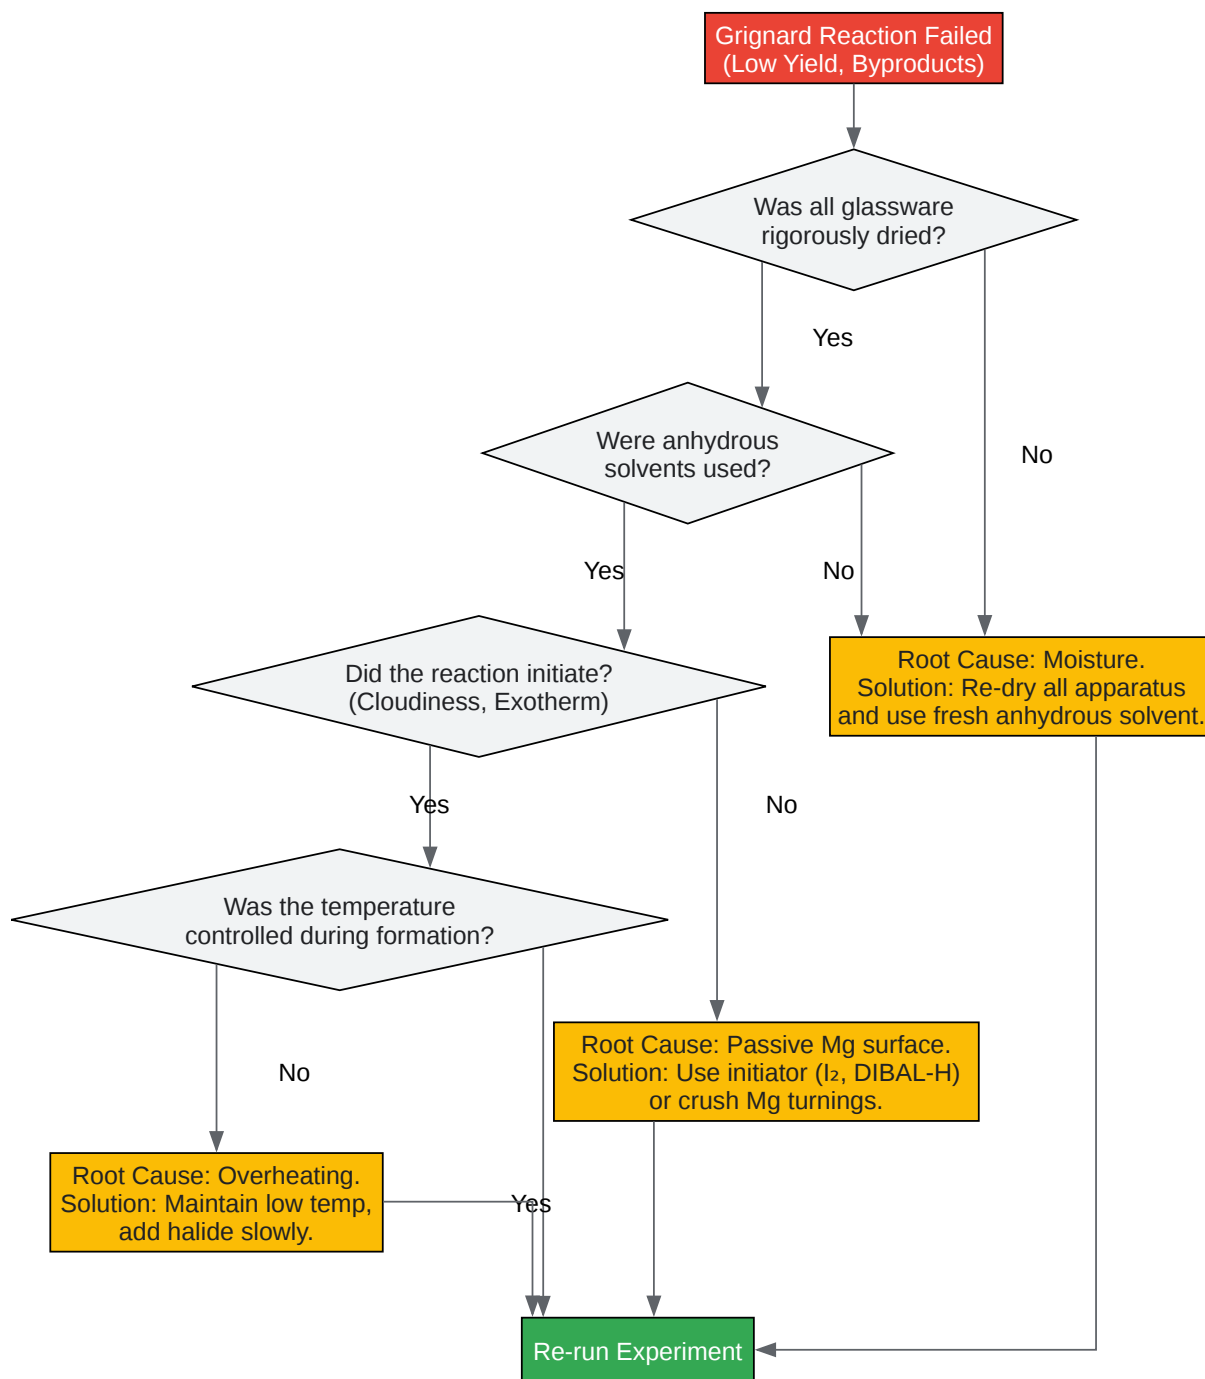 Grignard Reaction Failed
(Low Yield, Byproducts)
Was all glassware
rigorously dried?
Yes
No
Were anhydrous
solvents used?
Yes
No
Root Cause: Moisture.
Solution: Re-dry all apparatus
and use fresh anhydrous solvent.
Did the reaction initiate?
(Cloudiness, Exotherm)
Yes
No
Was the temperature
controlled during formation?
No
Yes
Root Cause: Passive Mg surface.
Solution: Use initiator (I₂, DIBAL-H)
or crush Mg turnings.
Root Cause: Overheating.
Solution: Maintain low temp,
add halide slowly.
Re-run Experiment